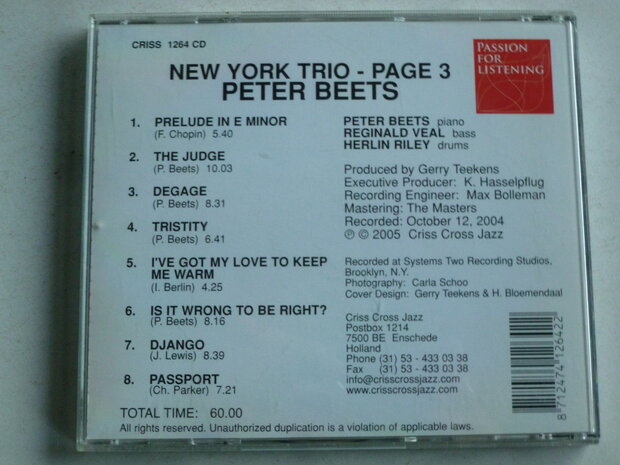 CRISS 1264 CD
PASSION
FOR
LISTENING
NEW YORK TRIO - PAGE 3
PETER BEETS
1. PRELUDE IN E MINOR
(F. Chopin) 5.40
2. THE JUDGE
(P. Beets) 10.03
3. DEGAGE
(P. Beets) 8.31
4. TRISTITY
(P. Beets) 6.41
5. I'VE GOT MY LOVE TO KEEP
ME WARM
(I. Berlin) 4.25
6. IS IT WRONG TO BE RIGHT?
(P. Beets) 8.16
7. DJANGO
(J. Lewis) 8.39
8. PASSPORT
(Ch. Parker) 7.21
TOTAL TIME: 60.00
PETER BEETS piano
REGINALD VEAL bass
HERLIN RILEY drums
Produced by Gerry Teekens
Executive Producer: K. Hasselpflug
Recording Engineer: Max Bolleman
Mastering: The Masters
Recorded: October 12, 2004
℗ © 2005 Criss Cross Jazz
Recorded at Systems Two Recording Studios,
Brooklyn, N.Y.
Photography: Carla Schoo
Cover Design: Gerry Teekens & H. Bloemendaal
Criss Cross Jazz
Postbox 1214
7500 BE Enschede
Holland
Phone (31) 53 - 433 03 38
Fax (31) 53 - 433 03 38
info@crisscrossjazz.com
www.crisscrossjazz.com
8 712474 126422
All rights reserved. Unauthorized duplication is a violation of applicable laws.